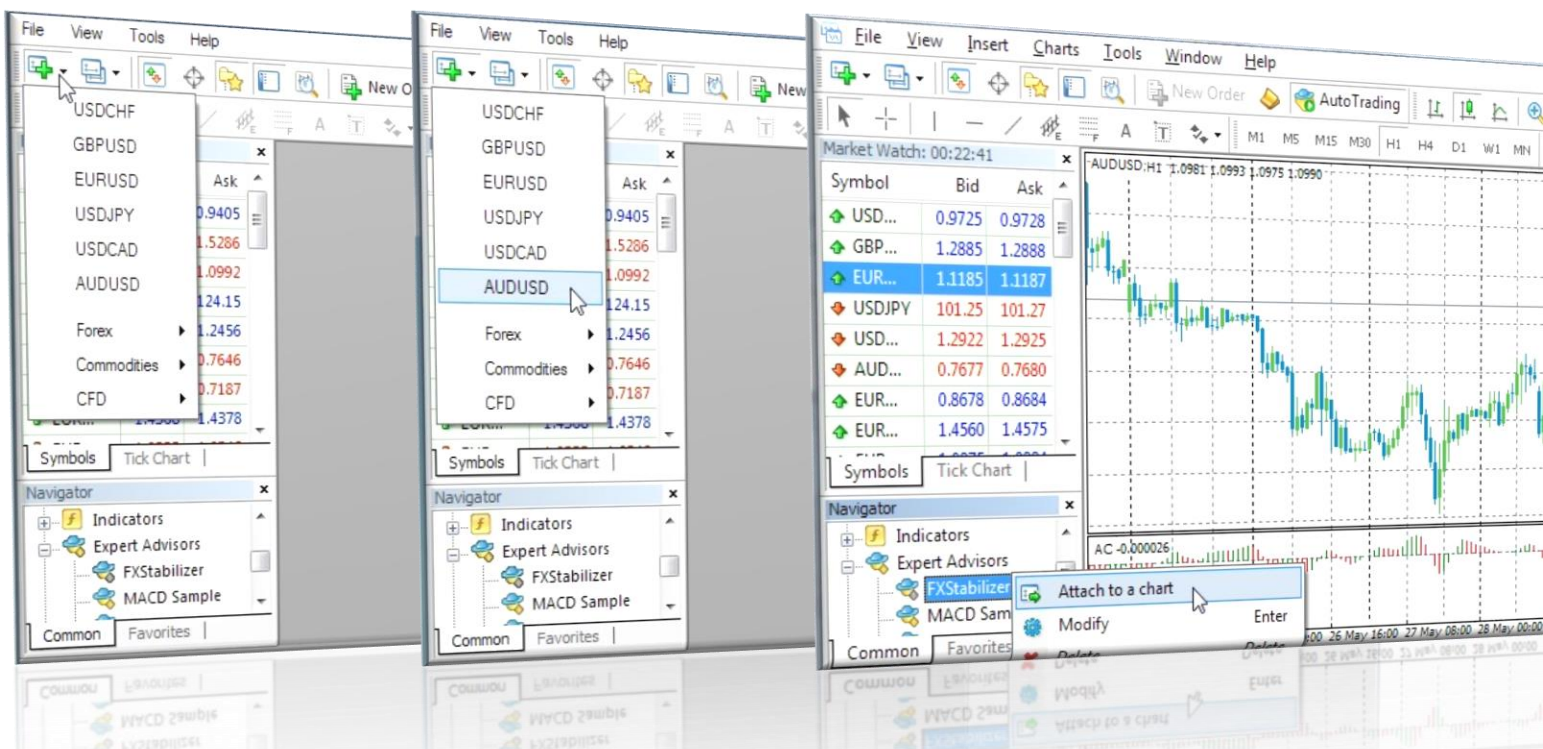 File View Tools Help
New O
USDCHF
GBPUSD
EURUSD
USDJPY
USDCAD
AUDUSD
Forex
Commodities
CFD
Ask
0.9405
1.5286
1.0992
124.15
1.2456
0.7646
0.7187
1.4378
Symbols Tick Chart
Navigator
Indicators
Expert Advisors
FXStabilizer
MACD Sample
Common Favorites
File View Tools Help
New
USDCHF
GBPUSD
EURUSD
USDJPY
USDCAD
AUDUSD
Forex
Commodities
CFD
Ask
0.9405
1.5286
1.0992
124.15
1.2456
0.7646
0.7187
1.4378
Symbols Tick Chart
Navigator
Indicators
Expert Advisors
FXStabilizer
MACD Sample
Common Favorites
File View Insert Charts Tools Window Help
New Order AutoTrading
E F A T M1 M5 M15 M30 H1 H4 D1 W1 MN
Market Watch: 00:22:41
Symbol Bid Ask
USD... 0.9725 0.9728
GBP... 1.2885 1.2888
EUR... 1.1185 1.1187
USDJPY 101.25 101.27
USD... 1.2922 1.2925
AUD... 0.7677 0.7680
EUR... 0.8678 0.8684
EUR... 1.4560 1.4575
Symbols Tick Chart
AUDUSD.H1 1.0981 1.0993 1.0975 1.0990
AC -0.000026
Navigator
Indicators
Expert Advisors
FXStabilizer
MACD Sam
Common Favorites
Attach to a chart
Modify Enter
Delete Delete
:00 26 May 16:00 27 May 08:00 28 May 00:00